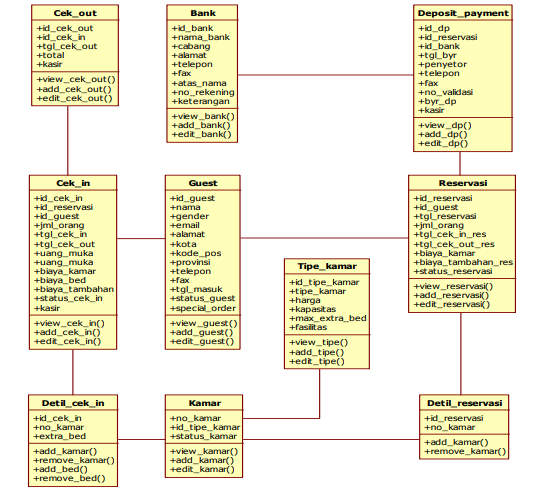 Cek_out
+id_cek_out
+id_cek_in
+tgl_cek_out
+total
+kasir
+view_cek_out()
+add_cek_out()
+edit_cek_out()
Bank
+id_bank
+nama_bank
+cabang
+alamat
+telepon
+fax
+atas_nama
+no_rekening
+keterangan
+view_bank()
+add_bank()
+edit_bank()
Deposit_payment
+id_dp
+id_reservasi
+id_bank
+tgl_byr
+penyetor
+telepon
+fax
+no_validasi
+byr_dp
+kasir
+view_dp()
+add_dp()
+edit_dp()
Cek_in
+id_cek_in
+id_reservasi
+id_guest
+jml_orang
+tgl_cek_in
+tgl_cek_out
+uang_muka
+uang_muka
+biaya_kamar
+biaya_bed
+biaya_tambahan
+status_cek_in
+kasir
+view_cek_in()
+add_cek_in()
+edit_cek_in()
Guest
+id_guest
+nama
+gender
+email
+alamat
+kota
+kode_pos
+provinsi
+telepon
+fax
+tgl_masuk
+status_guest
+special_order
+view_guest()
+add_guest()
+edit_guest()
Reservasi
+id_reservasi
+id_guest
+tgl_reservasi
+jml_orang
+tgl_cek_in_res
+tgl_cek_out_res
+biaya_kamar
+biaya_tambahan_res
+status_reservasi
+view_reservasi()
+add_reservasi()
+edit_reservasi()
Tipe_kamar
+id_tipe_kamar
+tipe_kamar
+harga
+kapasitas
+max_extra_bed
+fasilitas
+view_tipe()
+add_tipe()
+edit_tipe()
Detil_cek_in
+id_cek_in
+no_kamar
+extra_bed
+add_kamar()
+remove_kamar()
+add_bed()
+remove_bed()
Kamar
+no_kamar
+id_tipe_kamar
+status_kamar
+view_kamar()
+add_kamar()
+edit_kamar()
Detil_reservasi
+id_reservasi
+no_kamar
+add_kamar()
+remove_kamar()